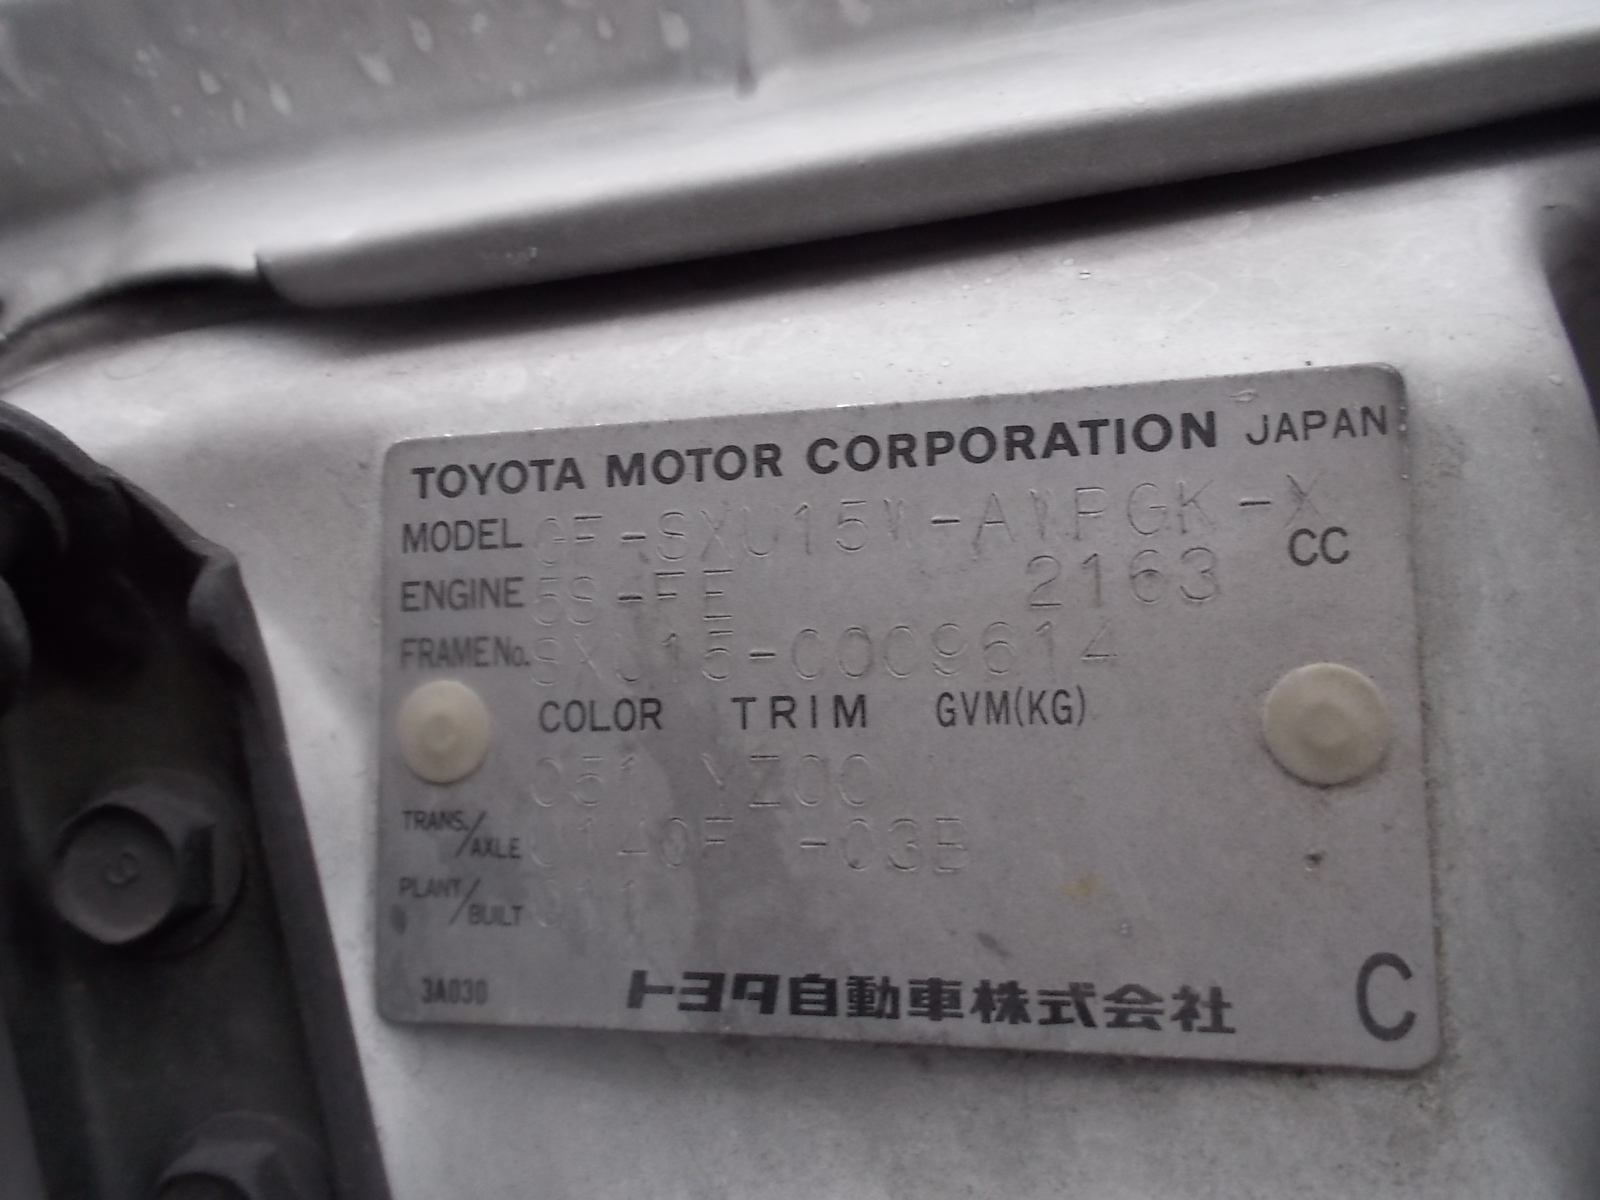 TOYOTA MOTOR CORPORATION JAPAN
MODEL GF-SXU15W-AWPGK-X
ENGINE 5S-FE 2163 CC
FRAME No. SXU15-0009614
COLOR TRIM GVM(KG)
051 YZ00
TRANS./AXLE U140F -03B
PLANT/BUILT
3A030 トヨタ自動車株式会社 C